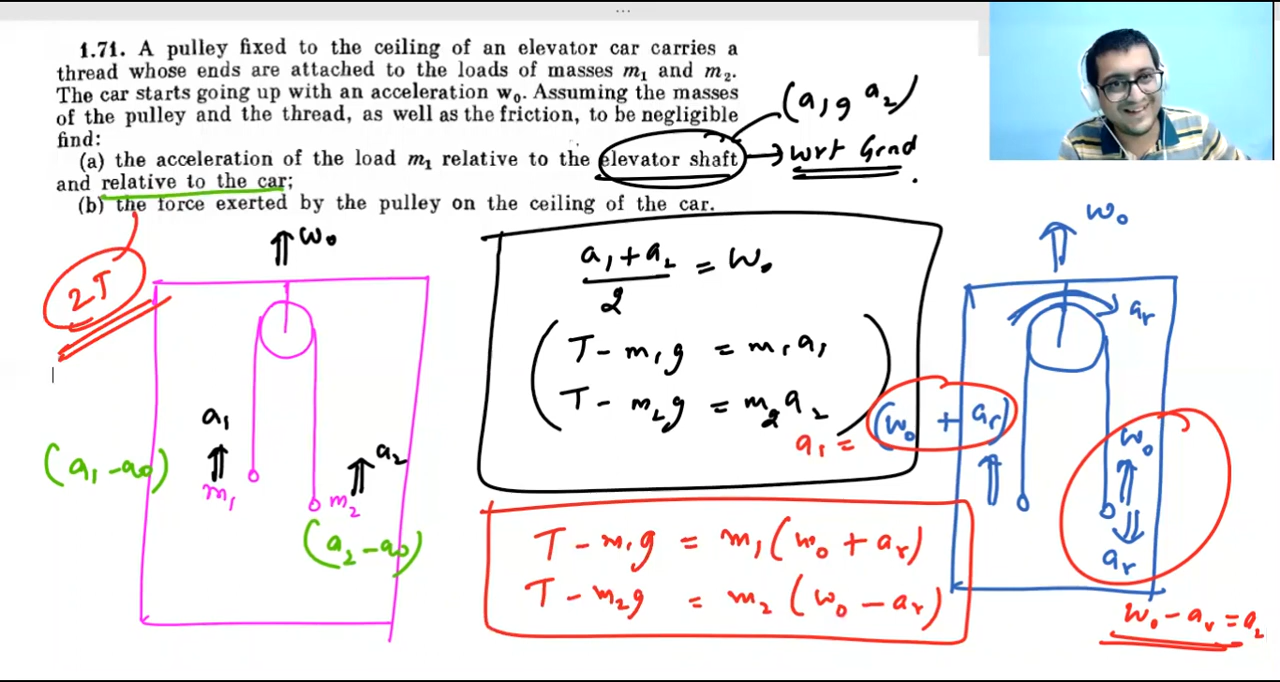 1.71. A pulley fixed to the ceiling of an elevator car carries a
thread whose ends are attached to the loads of masses m₁ and m₂.
The car starts going up with an acceleration w₀. Assuming the masses
of the pulley and the thread, as well as the friction, to be negligible
find:
(a) the acceleration of the load m₁ relative to the elevator shaft
and relative to the car;
(b) the force exerted by the pulley on the ceiling of the car.
(a₁ g a₂)
→ wrt Grnd.
2T
⇑ w₀
a₁
m₁
(a₁ - a₀)
a₂
m₂
(a₂ - a₀)
(a₁ + a₂)/2 = w₀
T - m₁g = m₁a₁
T - m₂g = m₂a₂
a₁ = (w₀ + aᵣ)
T - m₁g = m₁(w₀ + aᵣ)
T - m₂g = m₂(w₀ - aᵣ)
w₀
aᵣ
w₀
aᵣ
w₀ - aᵣ = a₂